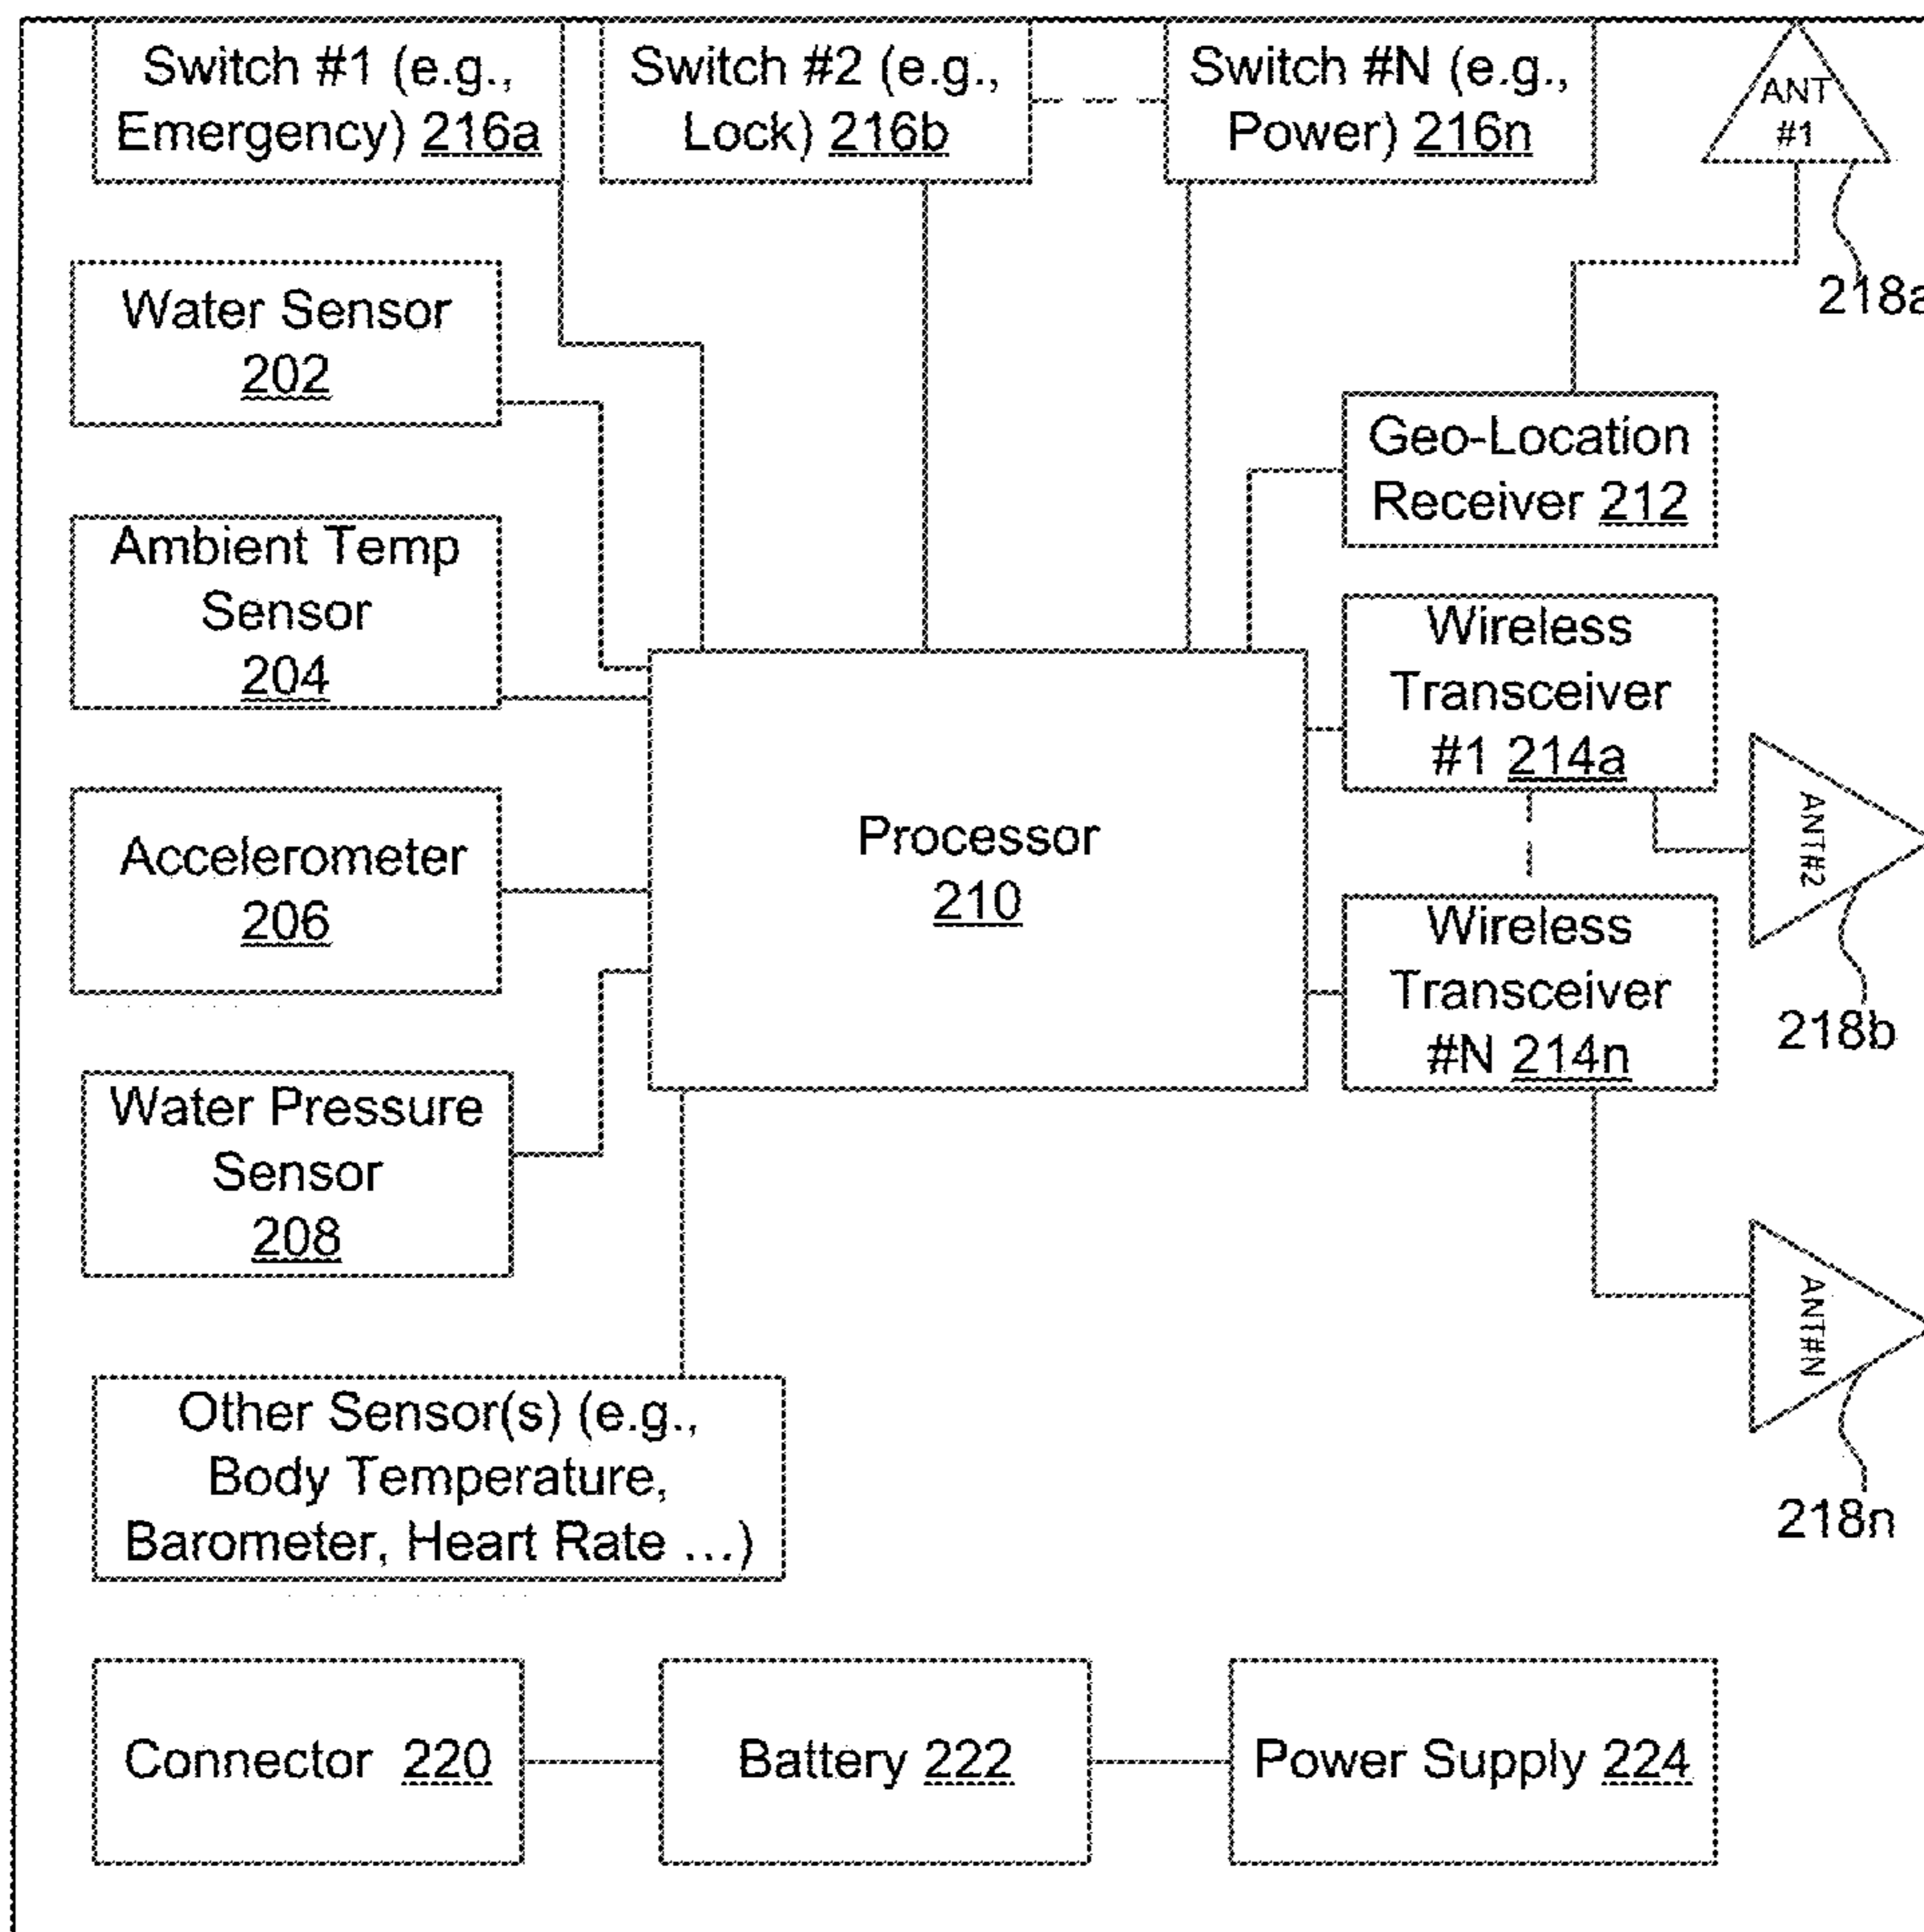 Switch #1 (e.g.,
Emergency) 216a
Switch #2 (e.g.,
Lock) 216b
Switch #N (e.g.,
Power) 216n
ANT
#1
218a
Water Sensor
202
Geo-Location
Receiver 212
Ambient Temp
Sensor
204
Wireless
Transceiver
#1 214a
ANT#2
218b
Accelerometer
206
Processor
210
Wireless
Transceiver
#N 214n
Water Pressure
Sensor
208
ANT#N
218n
Other Sensor(s) (e.g.,
Body Temperature,
Barometer, Heart Rate ...)
Connector 220
Battery 222
Power Supply 224